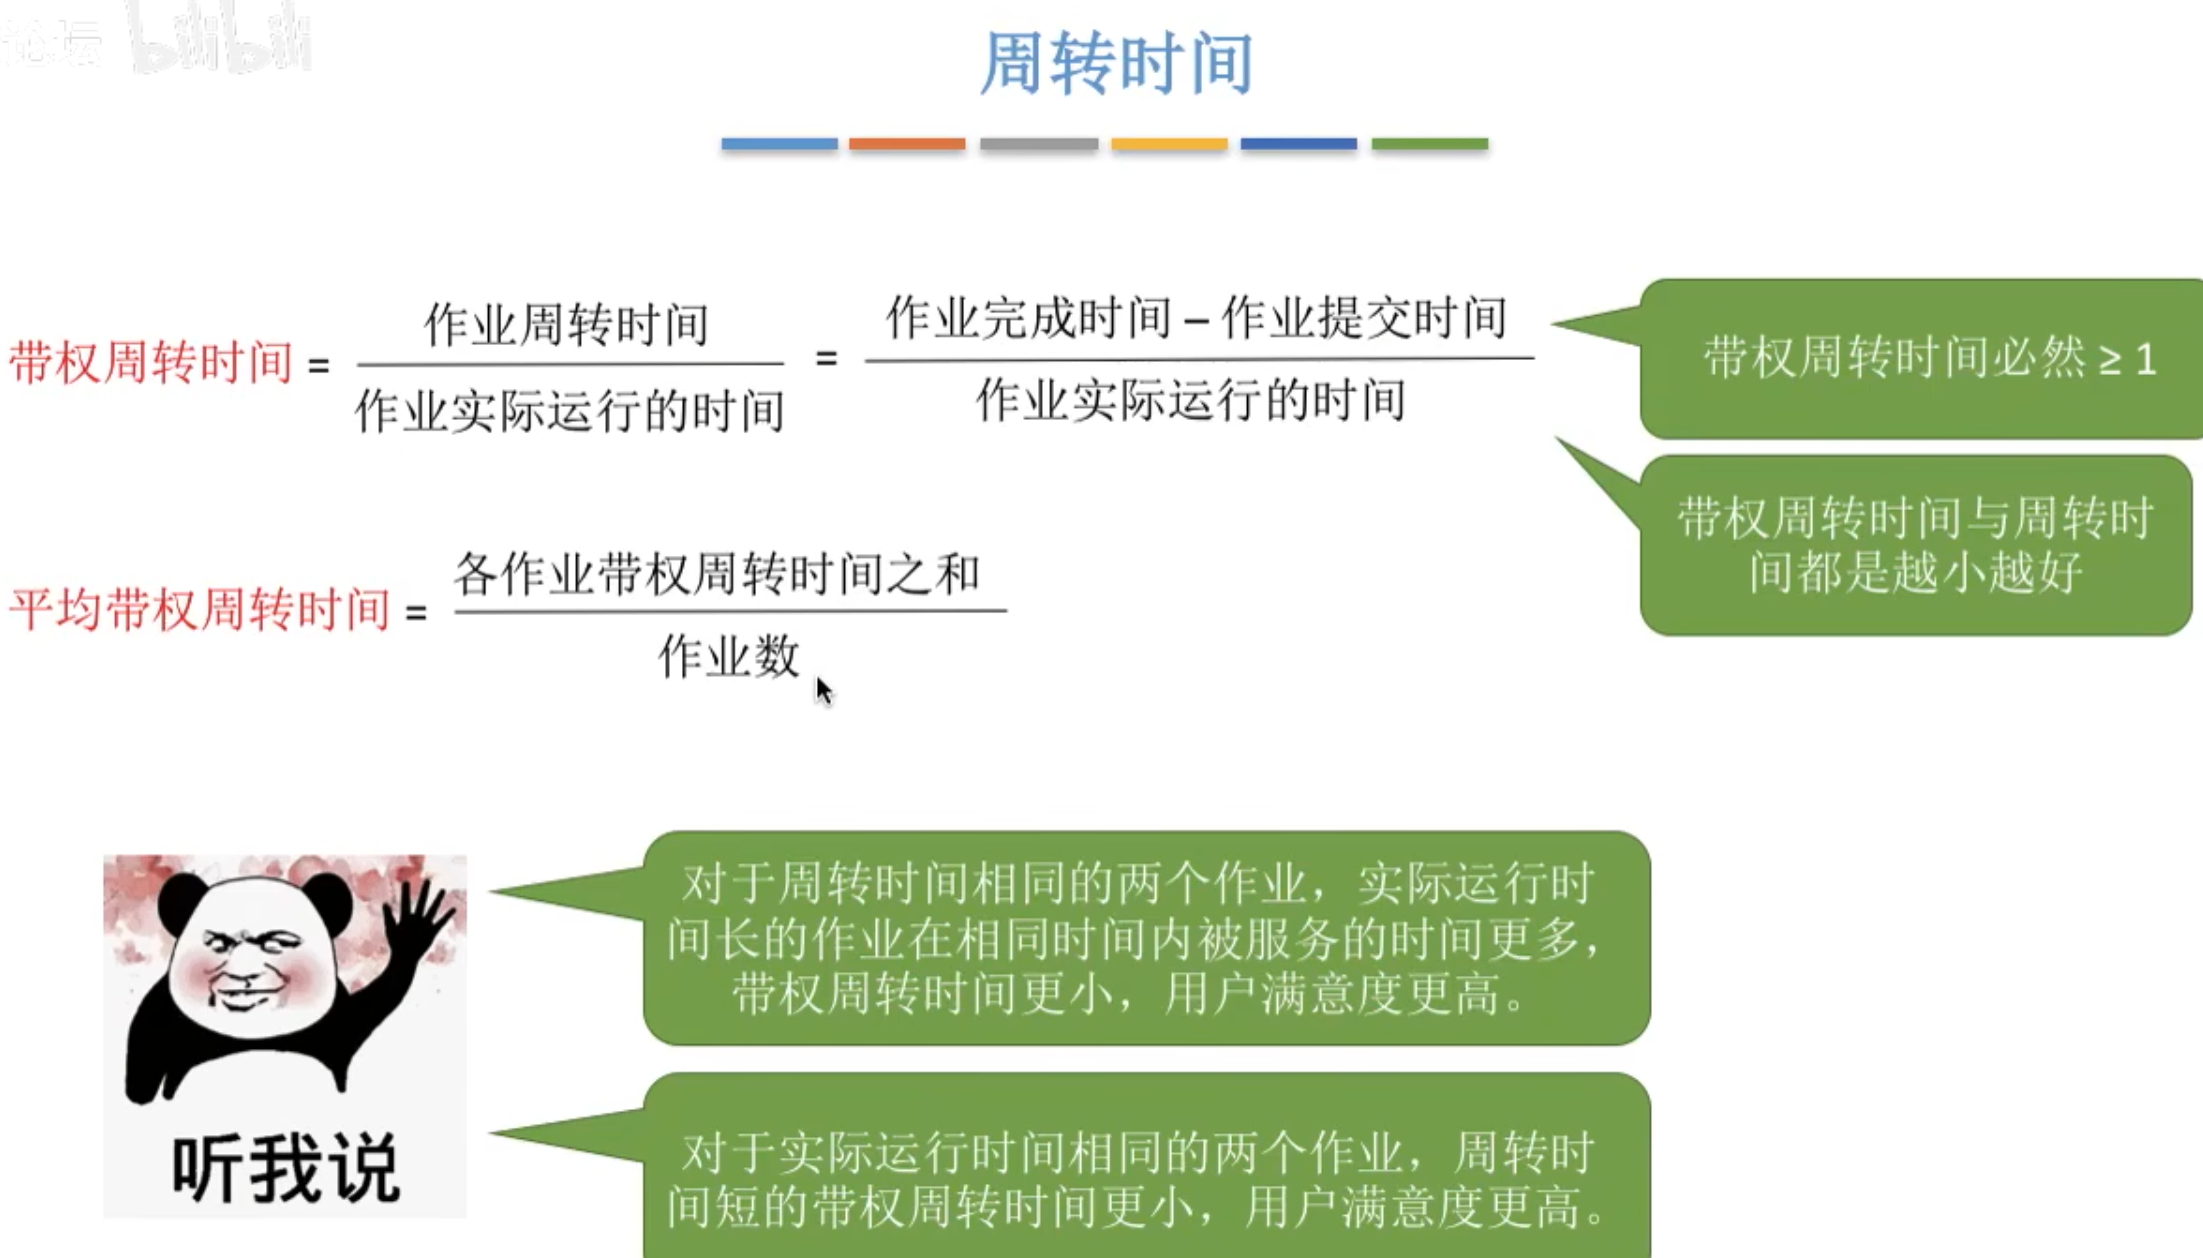 论坛 bilibili
周转时间
带权周转时间 = 作业周转时间 / 作业实际运行的时间 = 作业完成时间 – 作业提交时间 / 作业实际运行的时间
带权周转时间必然 ≥ 1
带权周转时间与周转时
间都是越小越好
平均带权周转时间 = 各作业带权周转时间之和 / 作业数
对于周转时间相同的两个作业，实际运行时
间长的作业在相同时间内被服务的时间更多，
带权周转时间更小，用户满意度更高。
听我说
对于实际运行时间相同的两个作业，周转时
间短的带权周转时间更小，用户满意度更高。